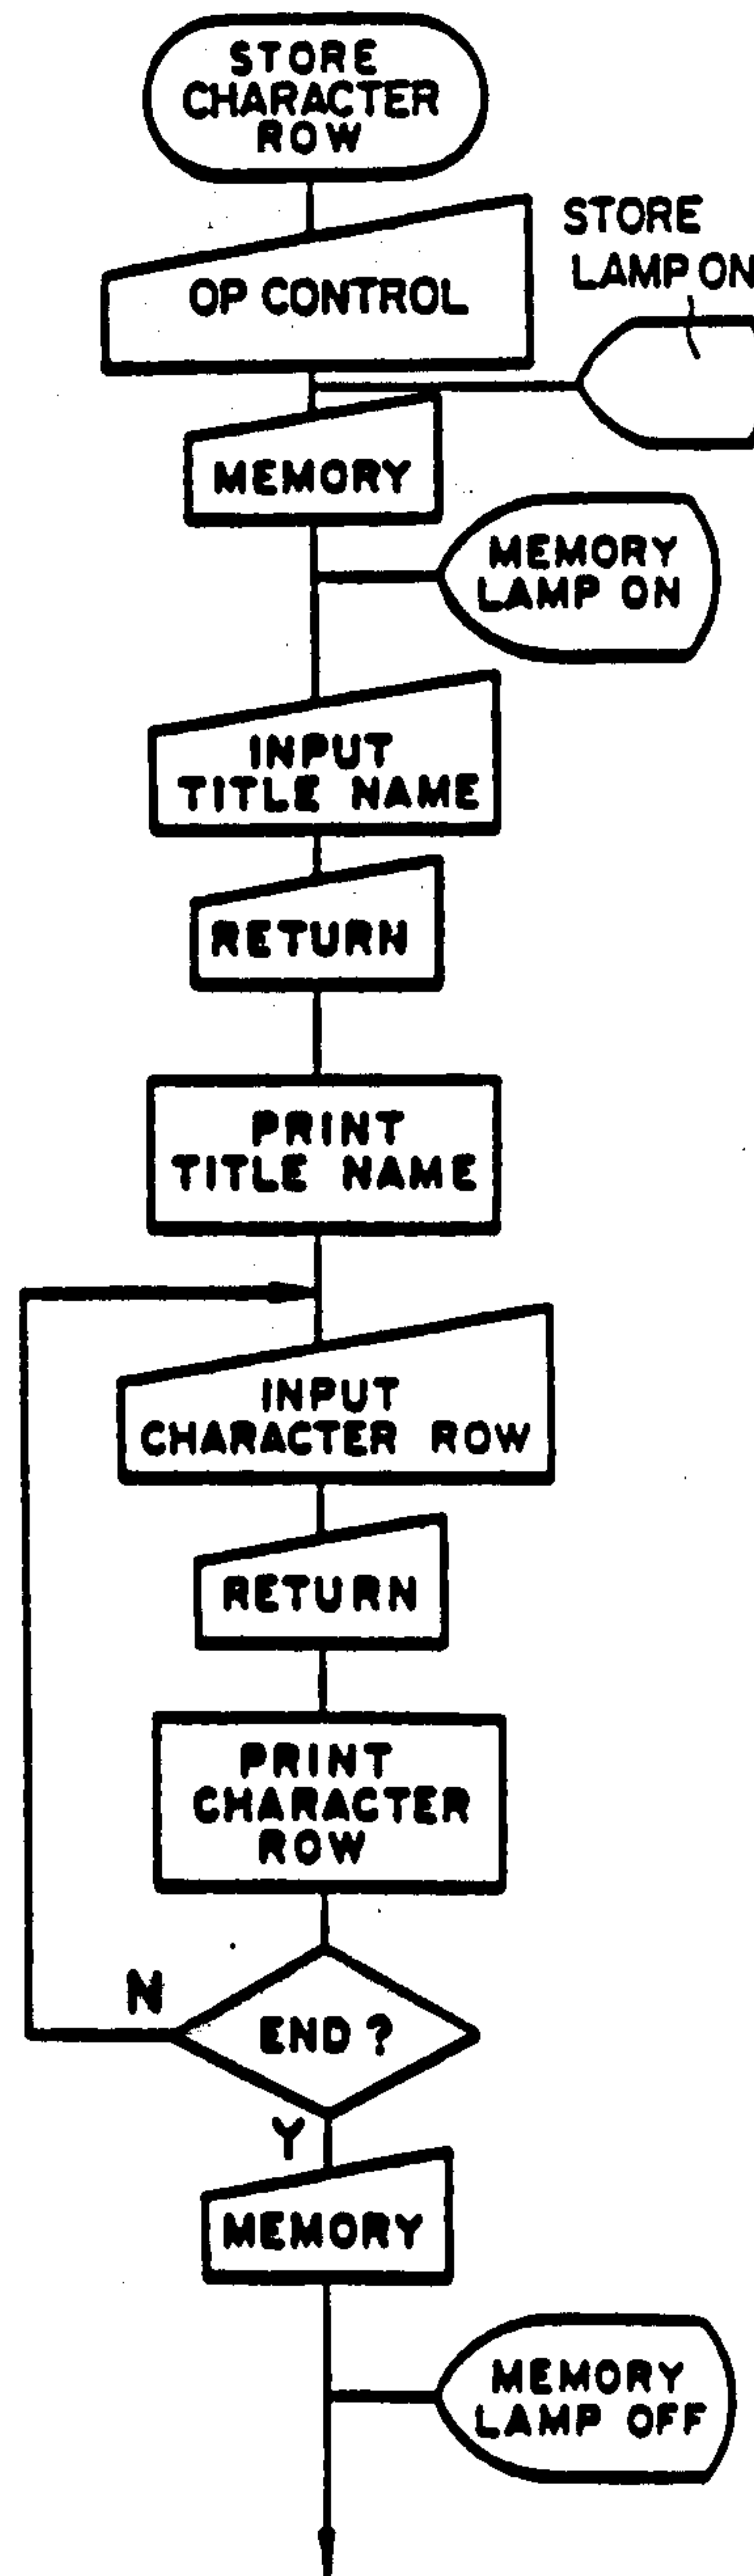 STORE
CHARACTER
ROW
OP CONTROL
STORE
LAMP ON
MEMORY
MEMORY
LAMP ON
INPUT
TITLE NAME
RETURN
PRINT
TITLE NAME
INPUT
CHARACTER ROW
RETURN
PRINT
CHARACTER
ROW
N
END ?
Y
MEMORY
MEMORY
LAMP OFF